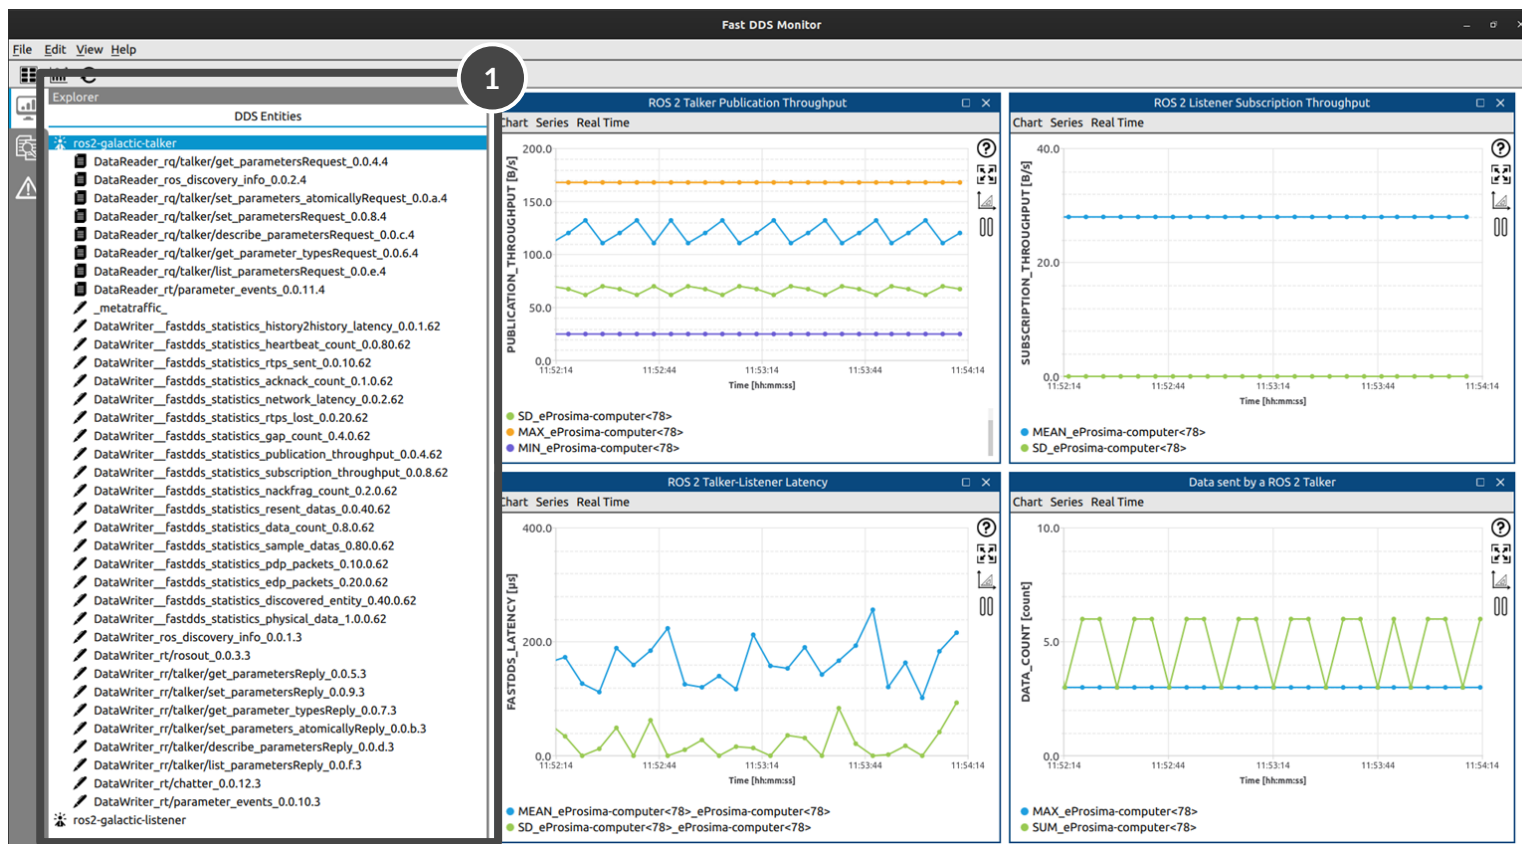 Fast DDS Monitor
File Edit View Help
1
Explorer
DDS Entities
ros2-galactic-talker
DataReader_rq/talker/get_parametersRequest_0.0.4.4
DataReader_ros_discovery_info_0.0.2.4
DataReader_rq/talker/set_parameters_atomicallyRequest_0.0.a.4
DataReader_rq/talker/set_parametersRequest_0.0.8.4
DataReader_rq/talker/describe_parametersRequest_0.0.c.4
DataReader_rq/talker/get_parameter_typesRequest_0.0.6.4
DataReader_rq/talker/list_parametersRequest_0.0.e.4
DataReader_rt/parameter_events_0.0.11.4
_metatraffic_
DataWriter__fastdds_statistics_history2history_latency_0.0.1.62
DataWriter__fastdds_statistics_heartbeat_count_0.0.80.62
DataWriter__fastdds_statistics_rtps_sent_0.0.10.62
DataWriter__fastdds_statistics_acknack_count_0.1.0.62
DataWriter__fastdds_statistics_network_latency_0.0.2.62
DataWriter__fastdds_statistics_rtps_lost_0.0.20.62
DataWriter__fastdds_statistics_gap_count_0.4.0.62
DataWriter__fastdds_statistics_publication_throughput_0.0.4.62
DataWriter__fastdds_statistics_subscription_throughput_0.0.8.62
DataWriter__fastdds_statistics_nackfrag_count_0.2.0.62
DataWriter__fastdds_statistics_resent_datas_0.0.40.62
DataWriter__fastdds_statistics_data_count_0.8.0.62
DataWriter__fastdds_statistics_sample_datas_0.80.0.62
DataWriter__fastdds_statistics_pdp_packets_0.10.0.62
DataWriter__fastdds_statistics_edp_packets_0.20.0.62
DataWriter__fastdds_statistics_discovered_entity_0.40.0.62
DataWriter__fastdds_statistics_physical_data_1.0.0.62
DataWriter_ros_discovery_info_0.0.1.3
DataWriter_rt/rosout_0.0.3.3
DataWriter_rr/talker/get_parametersReply_0.0.5.3
DataWriter_rr/talker/set_parametersReply_0.0.9.3
DataWriter_rr/talker/get_parameter_typesReply_0.0.7.3
DataWriter_rr/talker/set_parameters_atomicallyReply_0.0.b.3
DataWriter_rr/talker/describe_parametersReply_0.0.d.3
DataWriter_rr/talker/list_parametersReply_0.0.f.3
DataWriter_rt/chatter_0.0.12.3
DataWriter_rt/parameter_events_0.0.10.3
ros2-galactic-listener
ROS 2 Talker Publication Throughput
Chart Series Real Time
PUBLICATION_THROUGHPUT [B/s]
200.0
150.0
100.0
50.0
0.0
11:52:14 11:52:44 11:53:14 11:53:44 11:54:14
Time [hh:mm:ss]
SD_eProsima-computer<78>
MAX_eProsima-computer<78>
MIN_eProsima-computer<78>
ROS 2 Listener Subscription Throughput
Chart Series Real Time
SUBSCRIPTION_THROUGHPUT [B/s]
40.0
20.0
0.0
11:52:14 11:52:44 11:53:14 11:53:44 11:54:14
Time [hh:mm:ss]
MEAN_eProsima-computer<78>
SD_eProsima-computer<78>
ROS 2 Talker-Listener Latency
Chart Series Real Time
FASTDDS_LATENCY [µs]
400.0
200.0
0.0
11:52:14 11:52:44 11:53:14 11:53:44 11:54:14
Time [hh:mm:ss]
MEAN_eProsima-computer<78>_eProsima-computer<78>
SD_eProsima-computer<78>_eProsima-computer<78>
Data sent by a ROS 2 Talker
Chart Series Real Time
DATA_COUNT [count]
10.0
5.0
0.0
11:52:14 11:52:44 11:53:14 11:53:44 11:54:14
Time [hh:mm:ss]
MAX_eProsima-computer<78>
SUM_eProsima-computer<78>